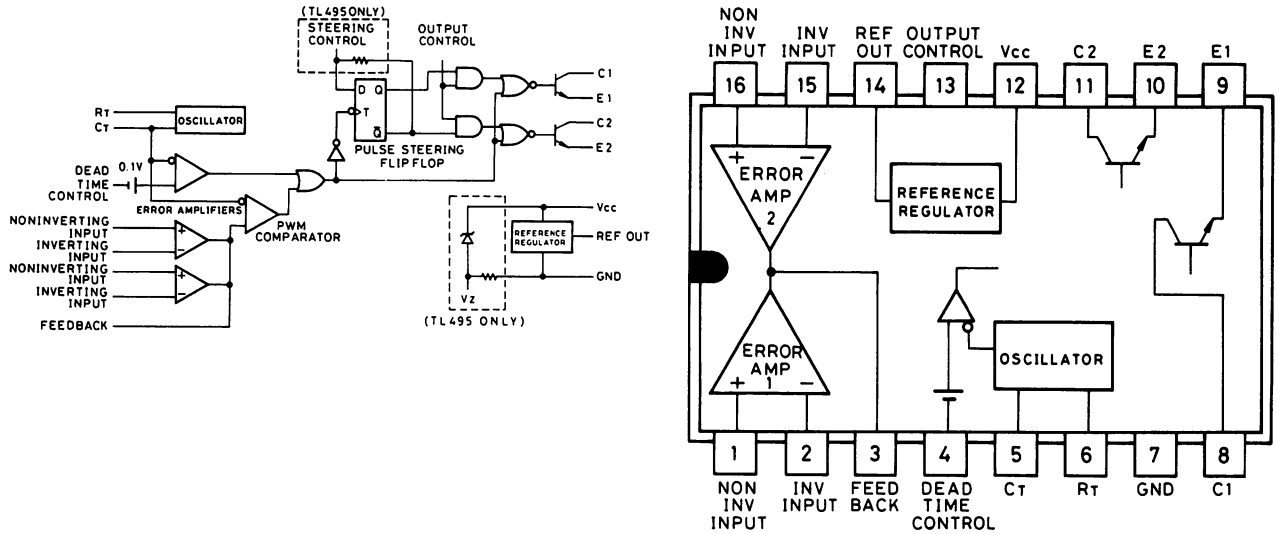 (TL495 ONLY)
STEERING
CONTROL
OUTPUT
CONTROL
D Q
T
Q̅
PULSE STEERING
FLIP FLOP
C1
E1
C2
E2
RT
CT
OSCILLATOR
0.1V
DEAD
TIME
CONTROL
ERROR AMPLIFIERS
PWM
COMPARATOR
NONINVERTING
INPUT
INVERTING
INPUT
NONINVERTING
INPUT
INVERTING
INPUT
+
−
+
−
FEEDBACK
Vcc
REFERENCE
REGULATOR
REF OUT
GND
VZ
(TL495 ONLY)
NON
INV
INPUT
INV
INPUT
REF
OUT
OUTPUT
CONTROL
Vcc
C2
E2
E1
16 15 14 13 12 11 10 9
+ −
ERROR
AMP
2
REFERENCE
REGULATOR
ERROR
AMP
1
+ −
OSCILLATOR
1 2 3 4 5 6 7 8
NON
INV
INPUT
INV
INPUT
FEED
BACK
DEAD
TIME
CONTROL
CT
RT
GND
C1